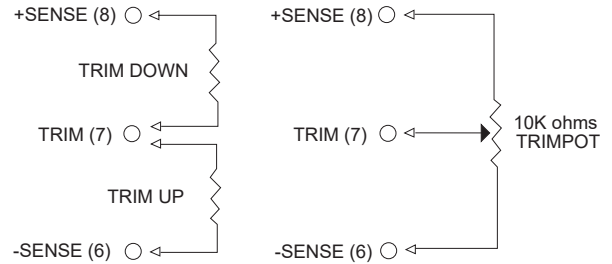 +SENSE (8)
TRIM DOWN
TRIM (7)
TRIM UP
-SENSE (6)
+SENSE (8)
TRIM (7)
10K ohms
TRIMPOT
-SENSE (6)